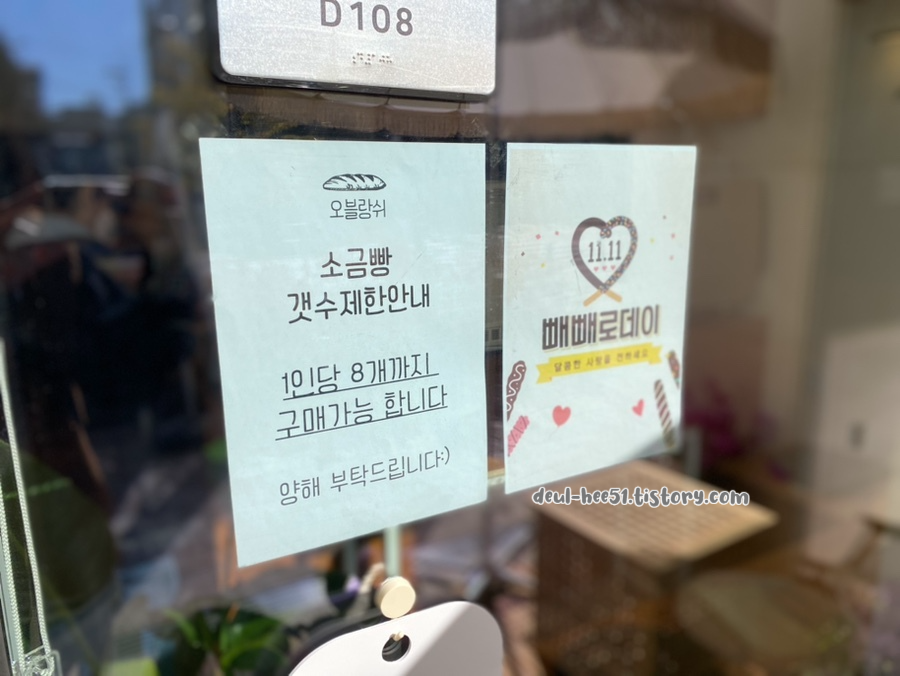 D108
오블랑쉬
소금빵
갯수제한안내
1인당 8개까지
구매가능 합니다
양해 부탁드립니다:)
11.11
빼빼로데이
달콤한 사랑을 전하세요
deul-hee51.tistory.com